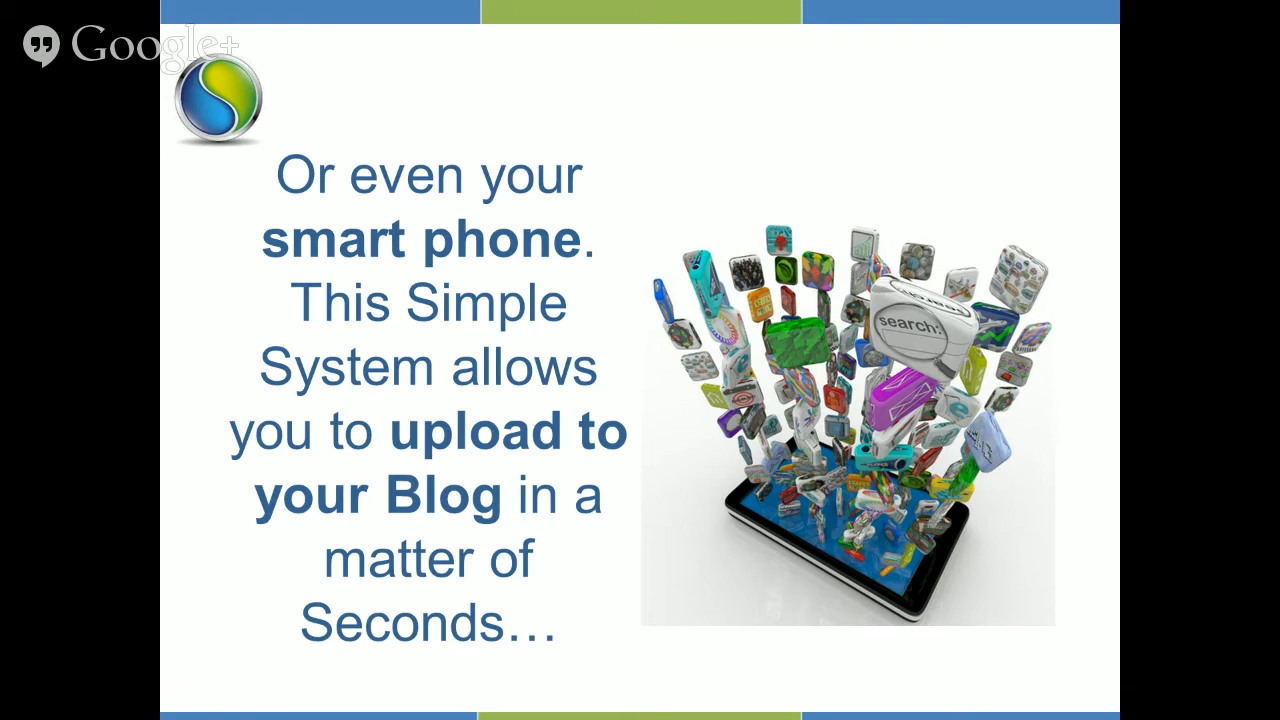 Google+
Or even your
smart phone.
This Simple
System allows
you to upload to
your Blog in a
matter of
Seconds…
search: